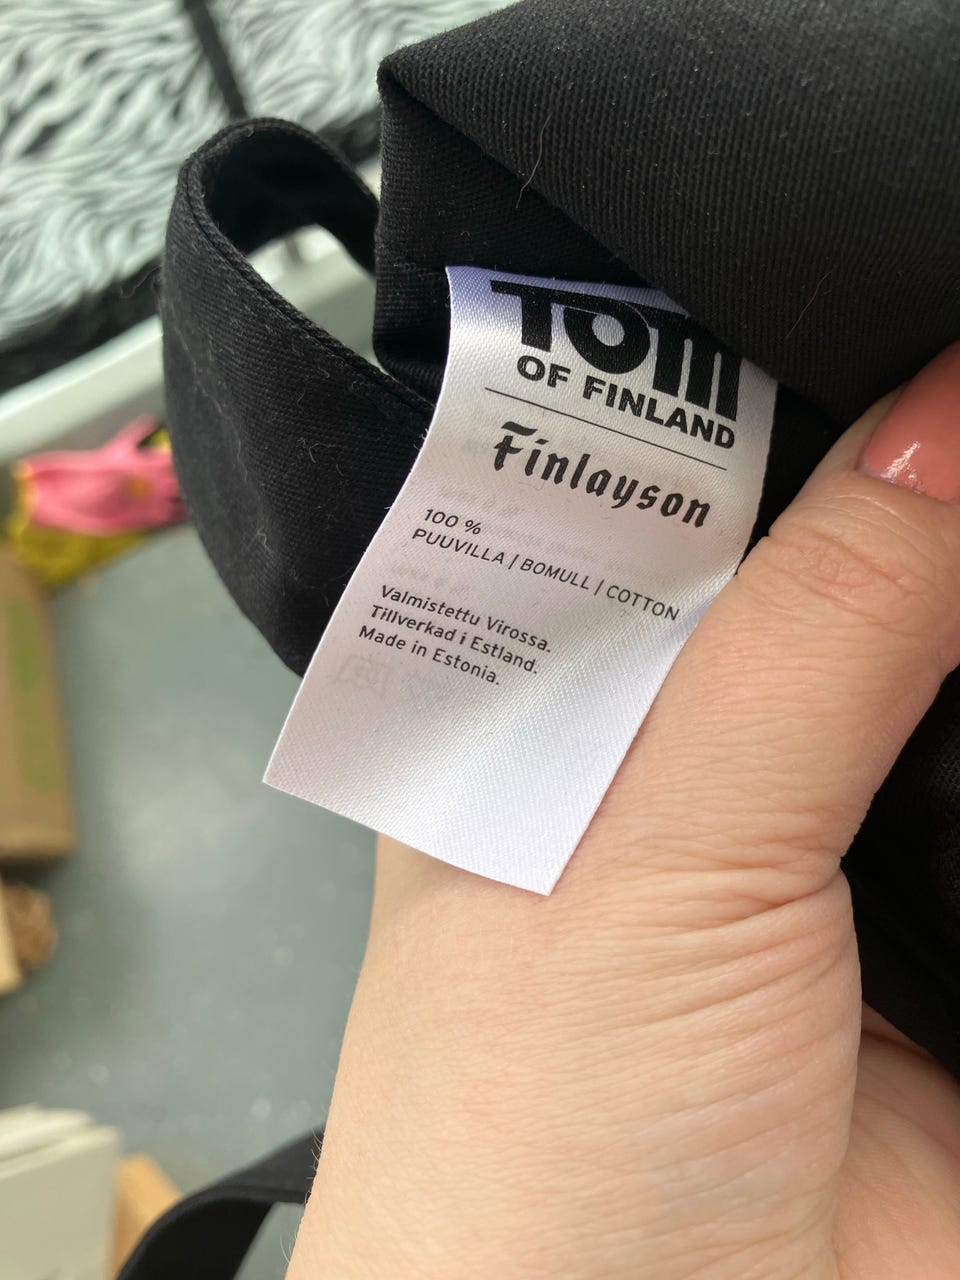 TOM
OF FINLAND
Finlayson
100 %
PUUVILLA | BOMULL | COTTON
Valmistettu Virossa.
Tillverkad i Estland.
Made in Estonia.